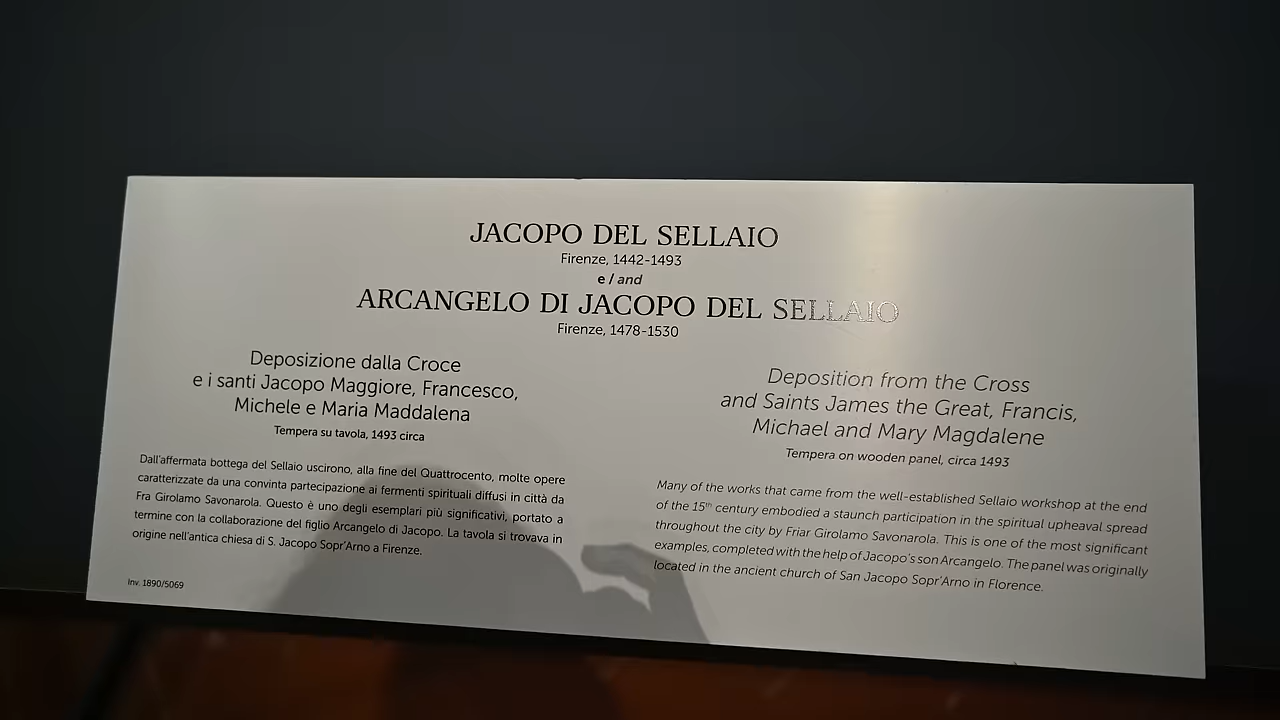 JACOPO DEL SELLAIO
Firenze, 1442-1493
e / and
ARCANGELO DI JACOPO DEL SELLAIO
Firenze, 1478-1530
Deposizione dalla Croce
e i santi Jacopo Maggiore, Francesco,
Michele e Maria Maddalena
Tempera su tavola, 1493 circa
Dall'affermata bottega del Sellaio uscirono, alla fine del Quattrocento, molte opere
caratterizzate da una convinta partecipazione ai fermenti spirituali diffusi in città da
Fra Girolamo Savonarola. Questo è uno degli esemplari più significativi, portato a
termine con la collaborazione del figlio Arcangelo di Jacopo. La tavola si trovava in
origine nell'antica chiesa di S. Jacopo Sopr'Arno a Firenze.
Inv. 1890/5069
Deposition from the Cross
and Saints James the Great, Francis,
Michael and Mary Magdalene
Tempera on wooden panel, circa 1493
Many of the works that came from the well-established Sellaio workshop at the end
of the 15th century embodied a staunch participation in the spiritual upheaval spread
throughout the city by Friar Girolamo Savonarola. This is one of the most significant
examples, completed with the help of Jacopo's son Arcangelo. The panel was originally
located in the ancient church of San Jacopo Sopr'Arno in Florence.